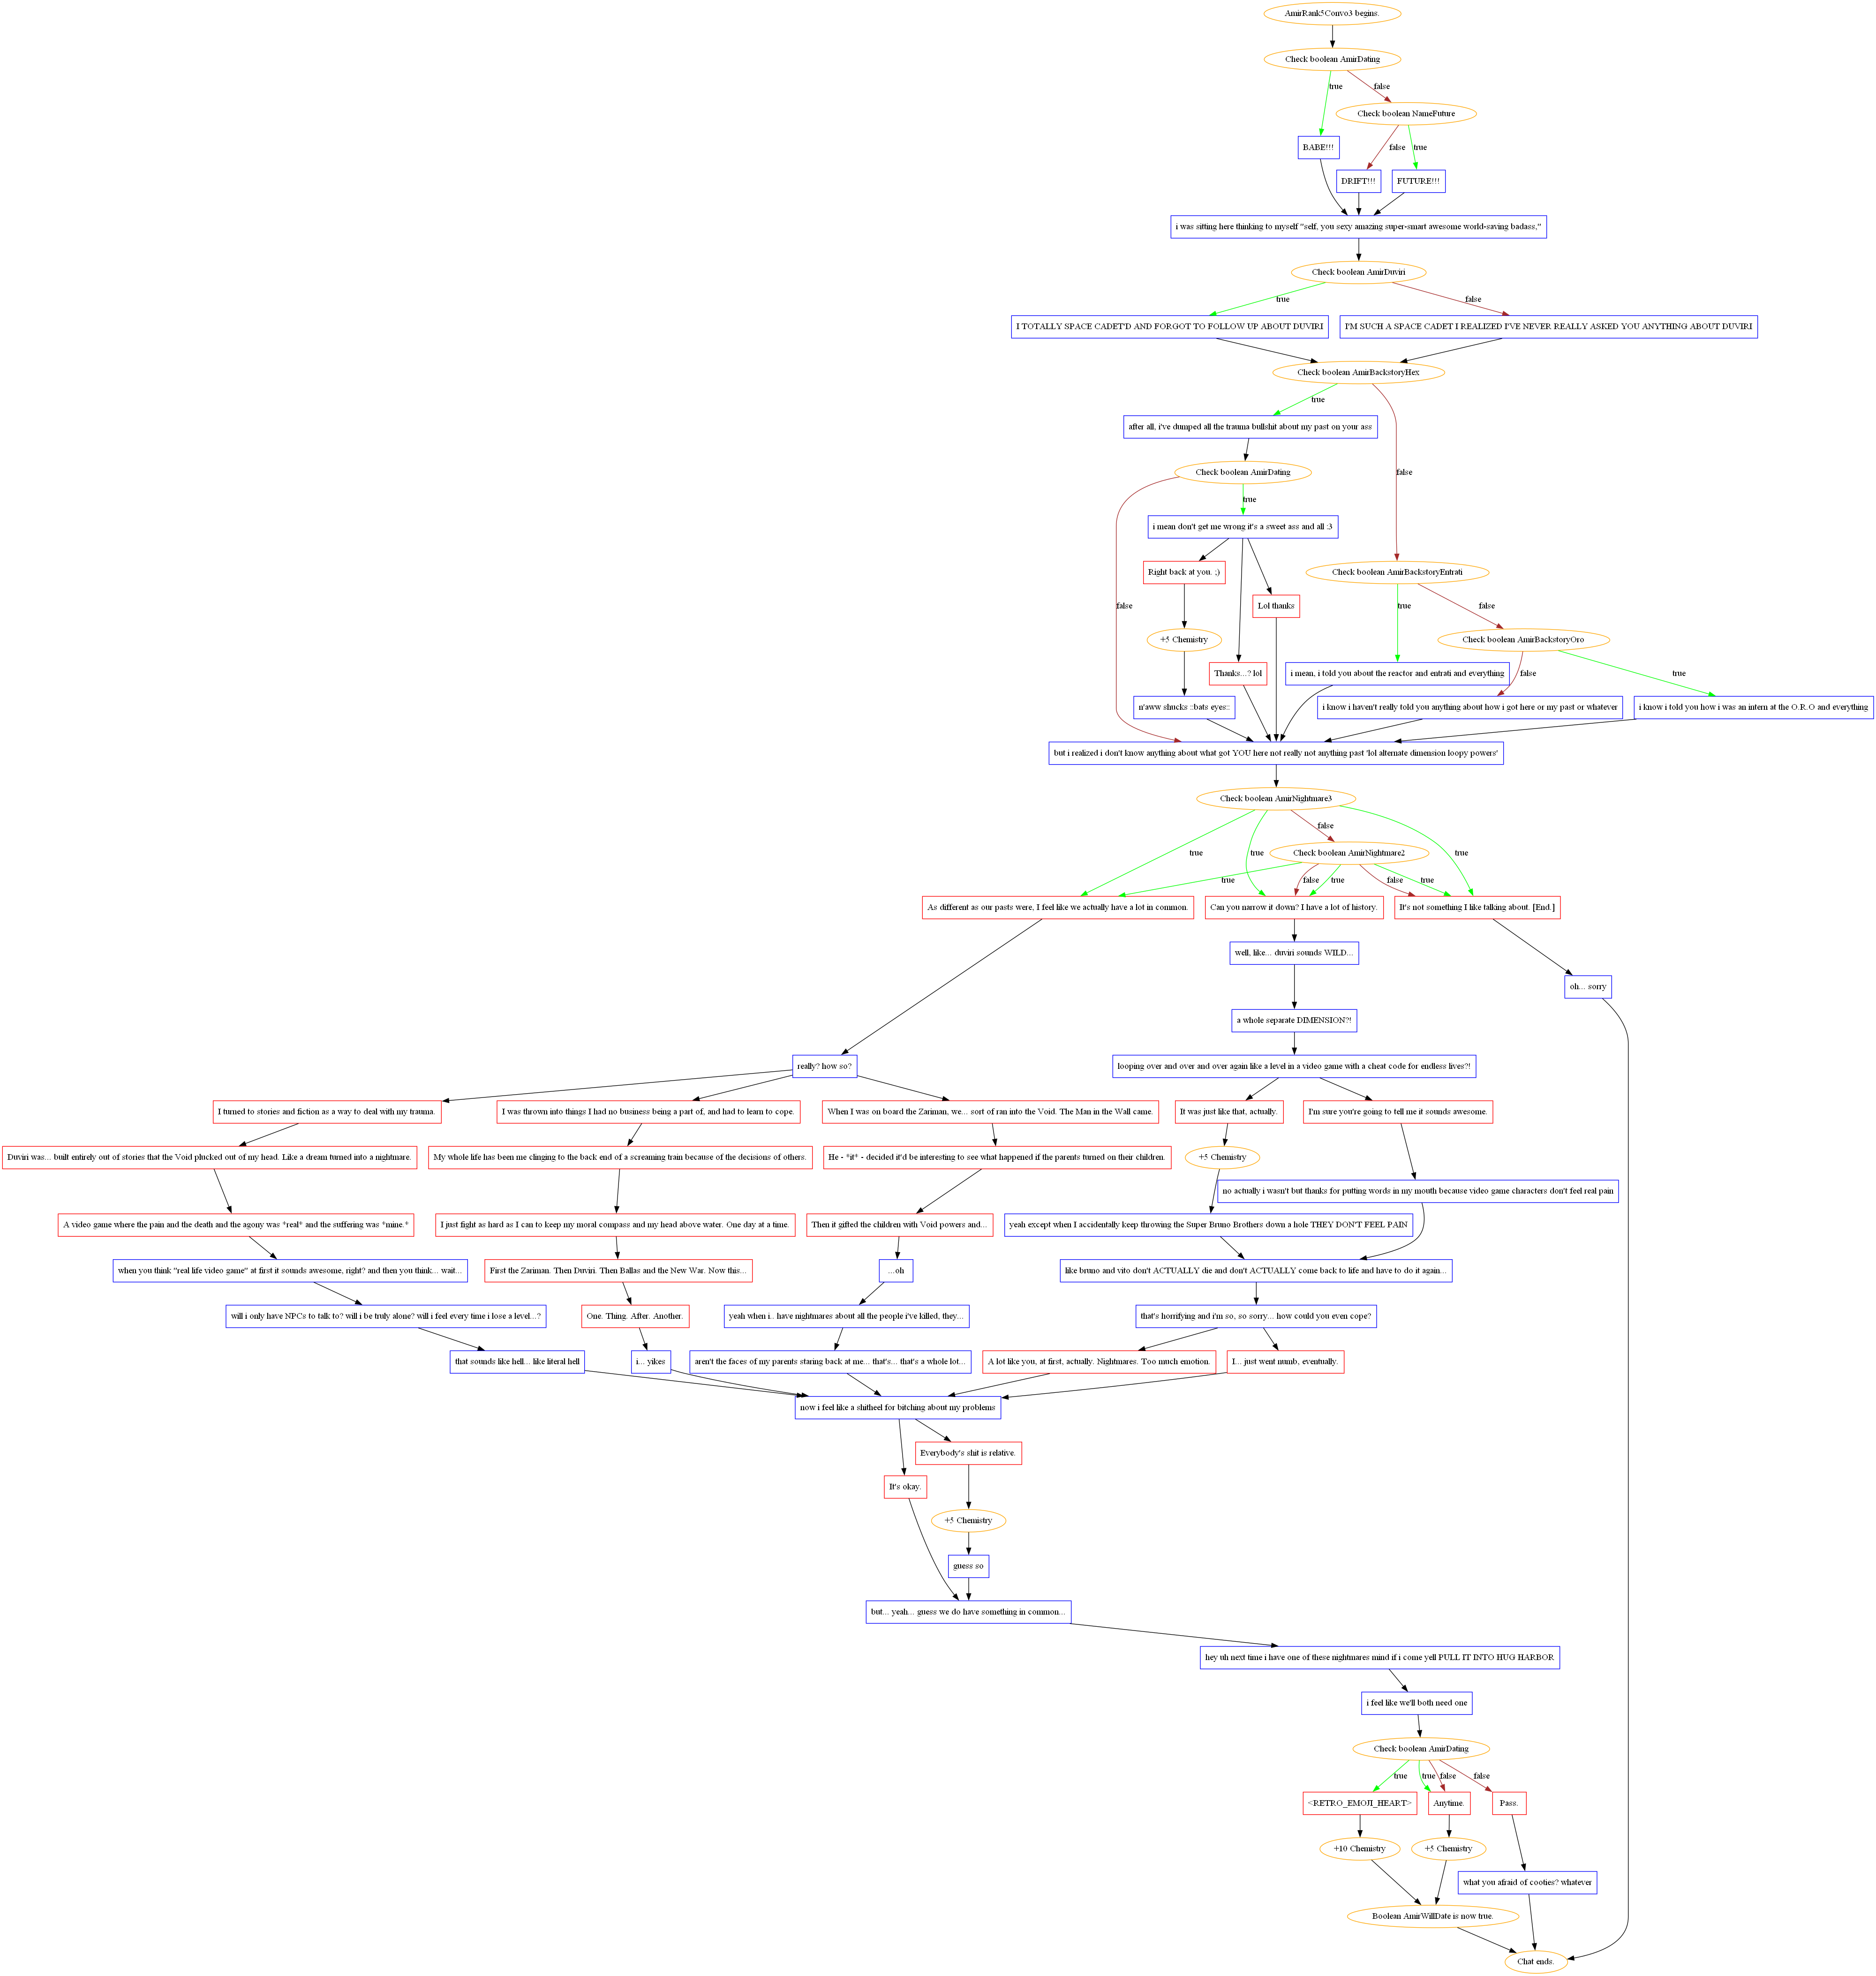 AmirRank5Convo3 begins.
Check boolean AmirDating
true
false
Check boolean NameFuture
BABE!!!
false
true
DRIFT!!!
FUTURE!!!
i was sitting here thinking to myself "self, you sexy amazing super-smart awesome world-saving badass,"
Check boolean AmirDuviri
true
false
I TOTALLY SPACE CADET'D AND FORGOT TO FOLLOW UP ABOUT DUVIRI
I'M SUCH A SPACE CADET I REALIZED I'VE NEVER REALLY ASKED YOU ANYTHING ABOUT DUVIRI
Check boolean AmirBackstoryHex
true
after all, i've dumped all the trauma bullshit about my past on your ass
Check boolean AmirDating
false
true
i mean don't get me wrong it's a sweet ass and all :3
Right back at you. ;)
Check boolean AmirBackstoryEntrati
Lol thanks
false
true
false
+5 Chemistry
Check boolean AmirBackstoryOro
Thanks...? lol
i mean, i told you about the reactor and entrati and everything
false
true
n'aww shucks ::bats eyes::
i know i haven't really told you anything about how i got here or my past or whatever
i know i told you how i was an intern at the O.R.O and everything
but i realized i don't know anything about what got YOU here not really not anything past 'lol alternate dimension loopy powers'
Check boolean AmirNightmare3
false
true
true
Check boolean AmirNightmare2
true
true
false
true
false
true
As different as our pasts were, I feel like we actually have a lot in common.
Can you narrow it down? I have a lot of history.
It's not something I like talking about. [End.]
well, like... duviri sounds WILD...
oh... sorry
a whole separate DIMENSION?!
really? how so?
looping over and over and over again like a level in a video game with a cheat code for endless lives?!
I turned to stories and fiction as a way to deal with my trauma.
I was thrown into things I had no business being a part of, and had to learn to cope.
When I was on board the Zariman, we... sort of ran into the Void. The Man in the Wall came.
It was just like that, actually.
I'm sure you're going to tell me it sounds awesome.
Duviri was... built entirely out of stories that the Void plucked out of my head. Like a dream turned into a nightmare.
My whole life has been me clinging to the back end of a screaming train because of the decisions of others.
He - *it* - decided it'd be interesting to see what happened if the parents turned on their children.
+5 Chemistry
no actually i wasn't but thanks for putting words in my mouth because video game characters don't feel real pain
A video game where the pain and the death and the agony was *real* and the suffering was *mine.*
I just fight as hard as I can to keep my moral compass and my head above water. One day at a time.
Then it gifted the children with Void powers and...
yeah except when I accidentally keep throwing the Super Bruno Brothers down a hole THEY DON'T FEEL PAIN
when you think "real life video game" at first it sounds awesome, right? and then you think... wait...
First the Zariman. Then Duviri. Then Ballas and the New War. Now this...
...oh
like bruno and vito don't ACTUALLY die and don't ACTUALLY come back to life and have to do it again...
will i only have NPCs to talk to? will i be truly alone? will i feel every time i lose a level...?
One. Thing. After. Another.
yeah when i.. have nightmares about all the people i've killed, they...
that's horrifying and i'm so, so sorry... how could you even cope?
that sounds like hell... like literal hell
i... yikes
aren't the faces of my parents staring back at me... that's... that's a whole lot...
A lot like you, at first, actually. Nightmares. Too much emotion.
I... just went numb, eventually.
now i feel like a shitheel for bitching about my problems
Everybody's shit is relative.
It's okay.
+5 Chemistry
guess so
but... yeah... guess we do have something in common...
hey uh next time i have one of these nightmares mind if i come yell PULL IT INTO HUG HARBOR
i feel like we'll both need one
Check boolean AmirDating
true
true
false
false
<RETRO_EMOJI_HEART>
Anytime.
Pass.
+10 Chemistry
+5 Chemistry
what you afraid of cooties? whatever
Boolean AmirWillDate is now true.
Chat ends.